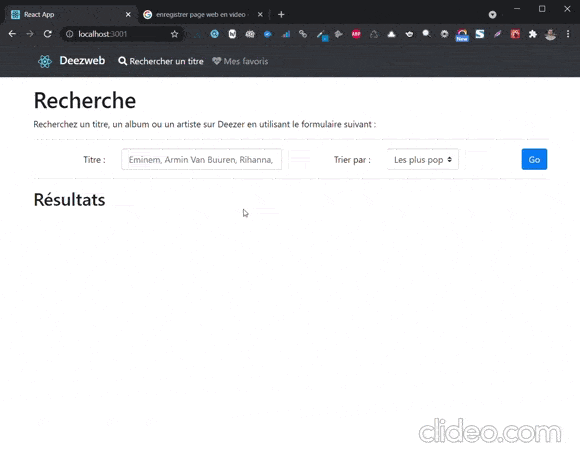 React App
enregistrer page web en video -
localhost:3001
ABP
New
Deezweb
Rechercher un titre
Mes favoris
Recherche
Recherchez un titre, un album ou un artiste sur Deezer en utilisant le formulaire suivant :
Titre :
Eminem, Armin Van Buuren, Rihanna,
Trier par :
Les plus pop
Go
Résultats
clideo.com